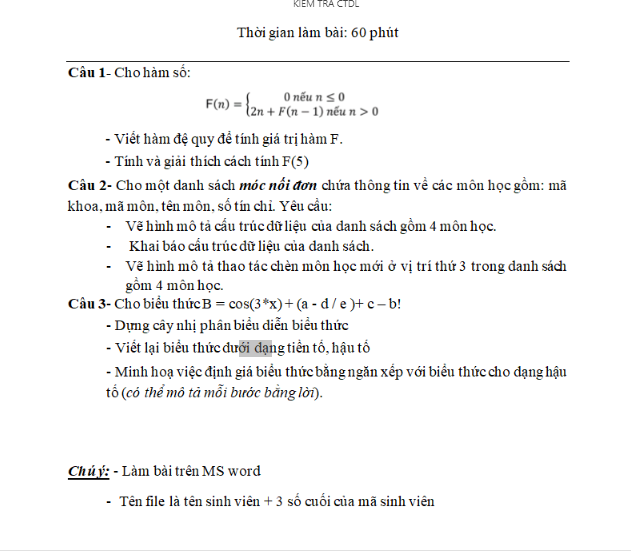 KIỂM TRA CTDL
Thời gian làm bài: 60 phút
Câu 1- Cho hàm số:
F(n) = { 0 nếu n ≤ 0
2n + F(n − 1) nếu n > 0
- Viết hàm đệ quy để tính giá trị hàm F.
- Tính và giải thích cách tính F(5)
Câu 2- Cho một danh sách móc nối đơn chứa thông tin về các môn học gồm: mã
khoa, mã môn, tên môn, số tín chỉ. Yêu cầu:
- Vẽ hình mô tả cấu trúc dữ liệu của danh sách gồm 4 môn học.
- Khai báo cấu trúc dữ liệu của danh sách.
- Vẽ hình mô tả thao tác chèn môn học mới ở vị trí thứ 3 trong danh sách
gồm 4 môn học.
Câu 3- Cho biểu thức B = cos(3*x) + (a - d / e )+ c – b!
- Dựng cây nhị phân biểu diễn biểu thức
- Viết lại biểu thức dưới dạng tiền tố, hậu tố
- Minh hoạ việc định giá biểu thức bằng ngăn xếp với biểu thức cho dạng hậu
tố (có thể mô tả mỗi bước bằng lời).
Chú ý: - Làm bài trên MS word
- Tên file là tên sinh viên + 3 số cuối của mã sinh viên